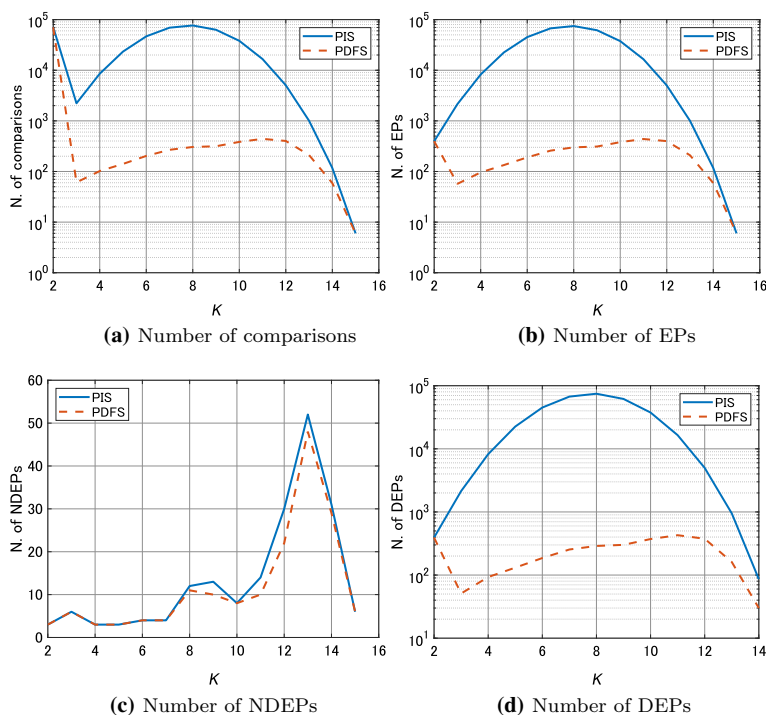 10^5
10^4
10^3
10^2
10^1
10^0
N. of comparisons
PIS
PDFS
2 4 6 8 10 12 14 16
K
(a) Number of comparisons
10^5
10^4
10^3
10^2
10^1
10^0
N. of EPs
PIS
PDFS
2 4 6 8 10 12 14 16
K
(b) Number of EPs
60
50
40
30
20
10
0
N. of NDEPs
PIS
PDFS
2 4 6 8 10 12 14 16
K
(c) Number of NDEPs
10^5
10^4
10^3
10^2
10^1
N. of DEPs
PIS
PDFS
2 4 6 8 10 12 14
K
(d) Number of DEPs